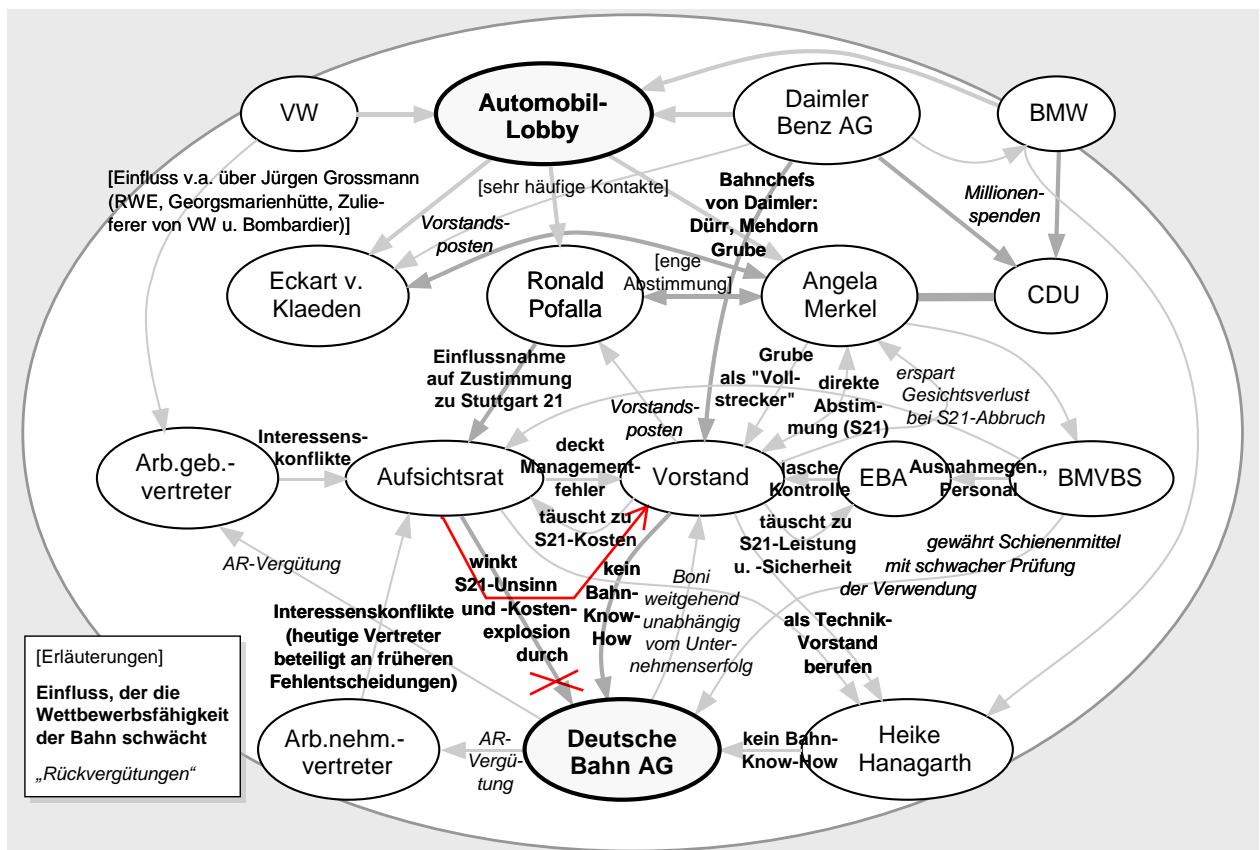 VW
Automobil-
Lobby
Daimler
Benz AG
BMW
[Einfluss v.a. über Jürgen Grossmann
(RWE, Georgsmarienhütte, Zulie-
ferer von VW u. Bombardier)]
[sehr häufige Kontakte]
Vorstands-
posten
Bahnchefs
von Daimler:
Dürr, Mehdorn
Grube
Millionen-
spenden
Eckart v.
Klaeden
Ronald
Pofalla
[enge
Abstimmung]
Angela
Merkel
CDU
Einflussnahme
auf Zustimmung
zu Stuttgart 21
Vorstands-
posten
Grube
als "Voll-
strecker"
direkte
Abstim-
mung (S21)
erspart
Gesichtsverlust
bei S21-Abbruch
Arb.geb.-
vertreter
Interessens-
konflikte
Aufsichtsrat
deckt
Management-
fehler
Vorstand
lasche
Kontrolle
EBA
Ausnahmegen.,
Personal
BMVBS
täuscht zu
S21-Kosten
täuscht zu
S21-Leistung
u. -Sicherheit
gewährt Schienenmittel
mit schwacher Prüfung
der Verwendung
AR-Vergütung
winkt
S21-Unsinn
und -Kosten-
explosion
durch
kein
Bahn-
Know-
How
Boni
weitgehend
unabhängig
vom Unter-
nehmenserfolg
als Technik-
Vorstand
berufen
Interessenskonflikte
(heutige Vertreter
beteiligt an früheren
Fehlentscheidungen)
[Erläuterungen]
Einfluss, der die
Wettbewerbsfähigkeit
der Bahn schwächt
„Rückvergütungen“
Arb.nehm.-
vertreter
AR-
Vergü-
tung
Deutsche
Bahn AG
kein Bahn-
Know-How
Heike
Hanagarth